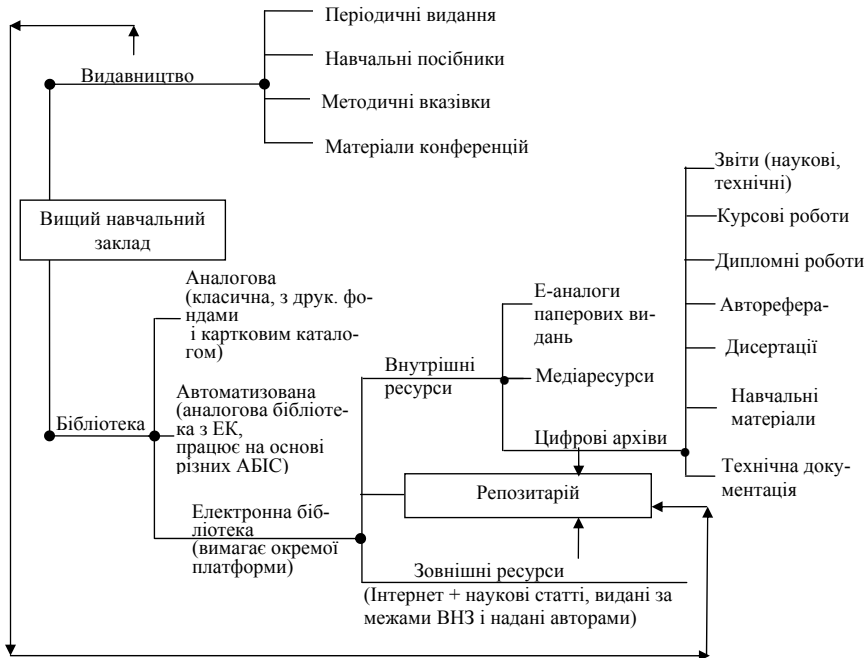 Періодичні видання
Навчальні посібники
Видавництво
Методичні вказівки
Матеріали конференцій
Вищий навчальний
заклад
Аналогова
(класична, з друк. фо-
ндами
і картковим катало-
гом)
Бібліотека
Автоматизована
(аналогова бібліоте-
ка з ЕК,
працює на основі
різних АБІС)
Електронна біб-
ліотека
(вимагає окремої
платформи)
Внутрішні
ресурси
Е-аналоги
паперових ви-
дань
Медіаресурси
Цифрові архіви
Репозитарій
Зовнішні ресурси
(Інтернет + наукові статті, видані за
межами ВНЗ і надані авторами)
Звіти (наукові,
технічні)
Курсові роботи
Дипломні роботи
Авторефера-
Дисертації
Навчальні
матеріали
Технічна доку-
ментація